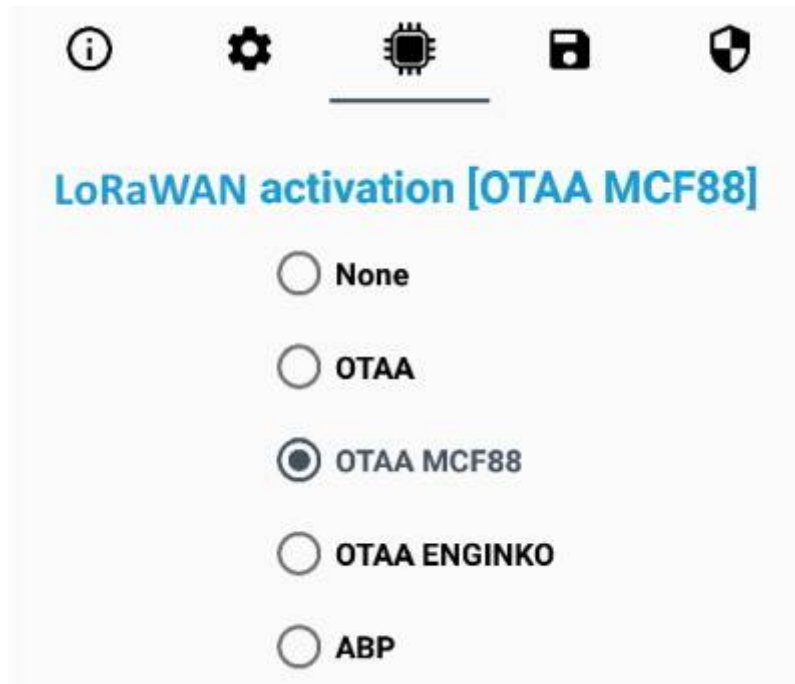 LoRaWAN activation [OTAA MCF88]
None
OTAA
OTAA MCF88
OTAA ENGINKO
ABP